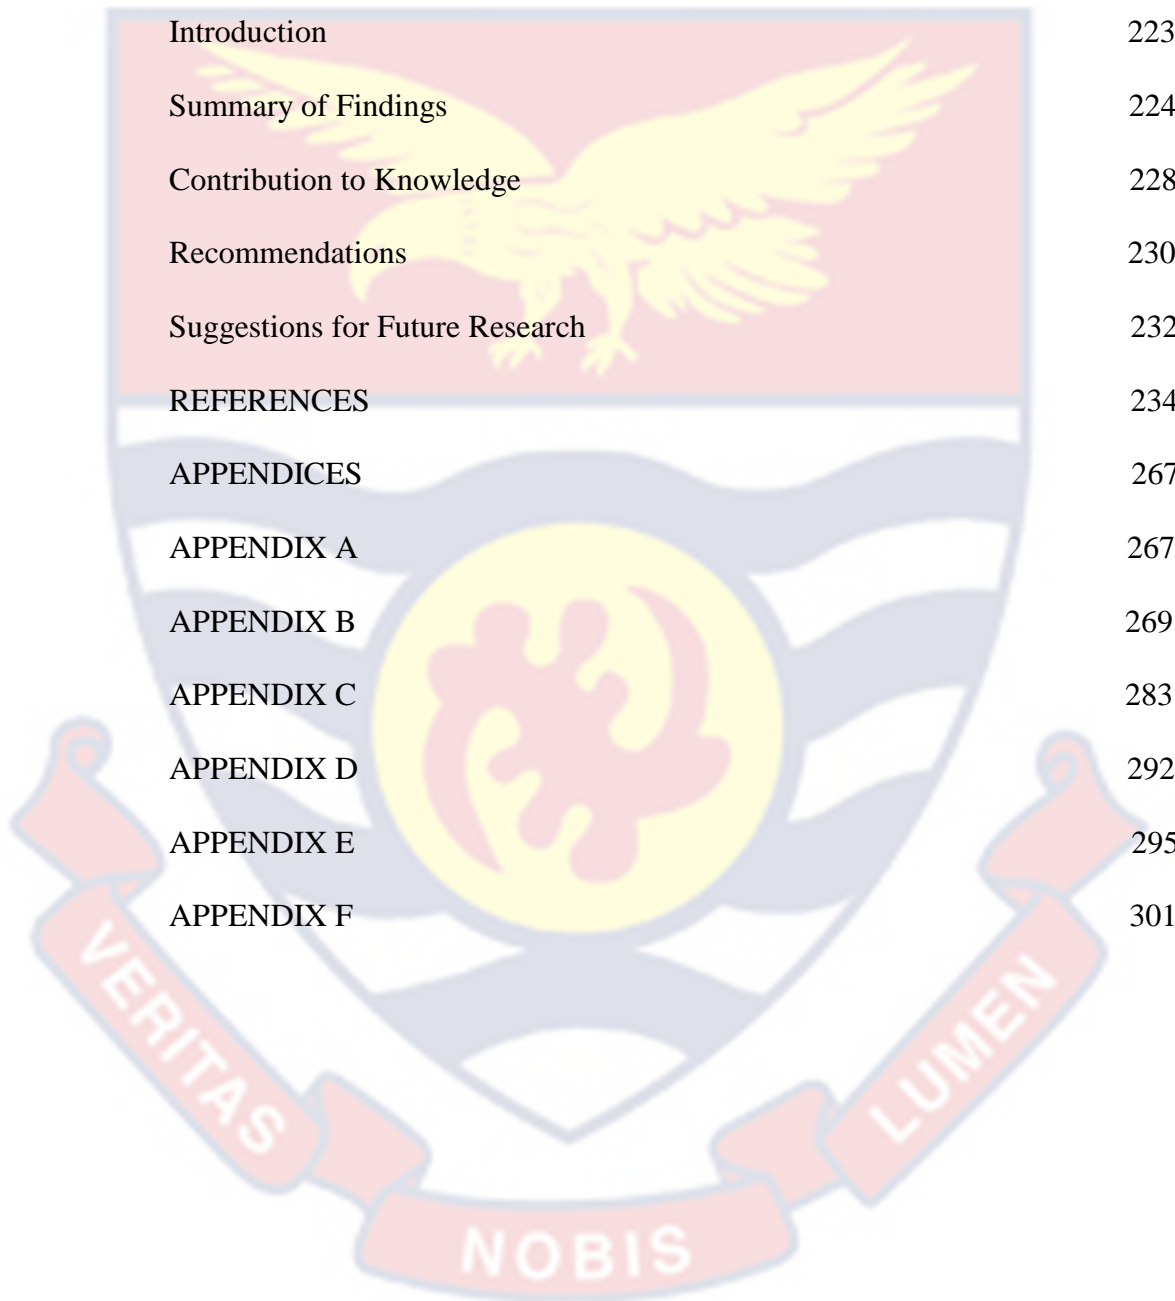 Introduction 223
Summary of Findings 224
Contribution to Knowledge 228
Recommendations 230
Suggestions for Future Research 232
REFERENCES 234
APPENDICES 267
APPENDIX A 267
APPENDIX B 269
APPENDIX C 283
APPENDIX D 292
APPENDIX E 295
APPENDIX F 301
VERITAS
NOBIS
LUMEN